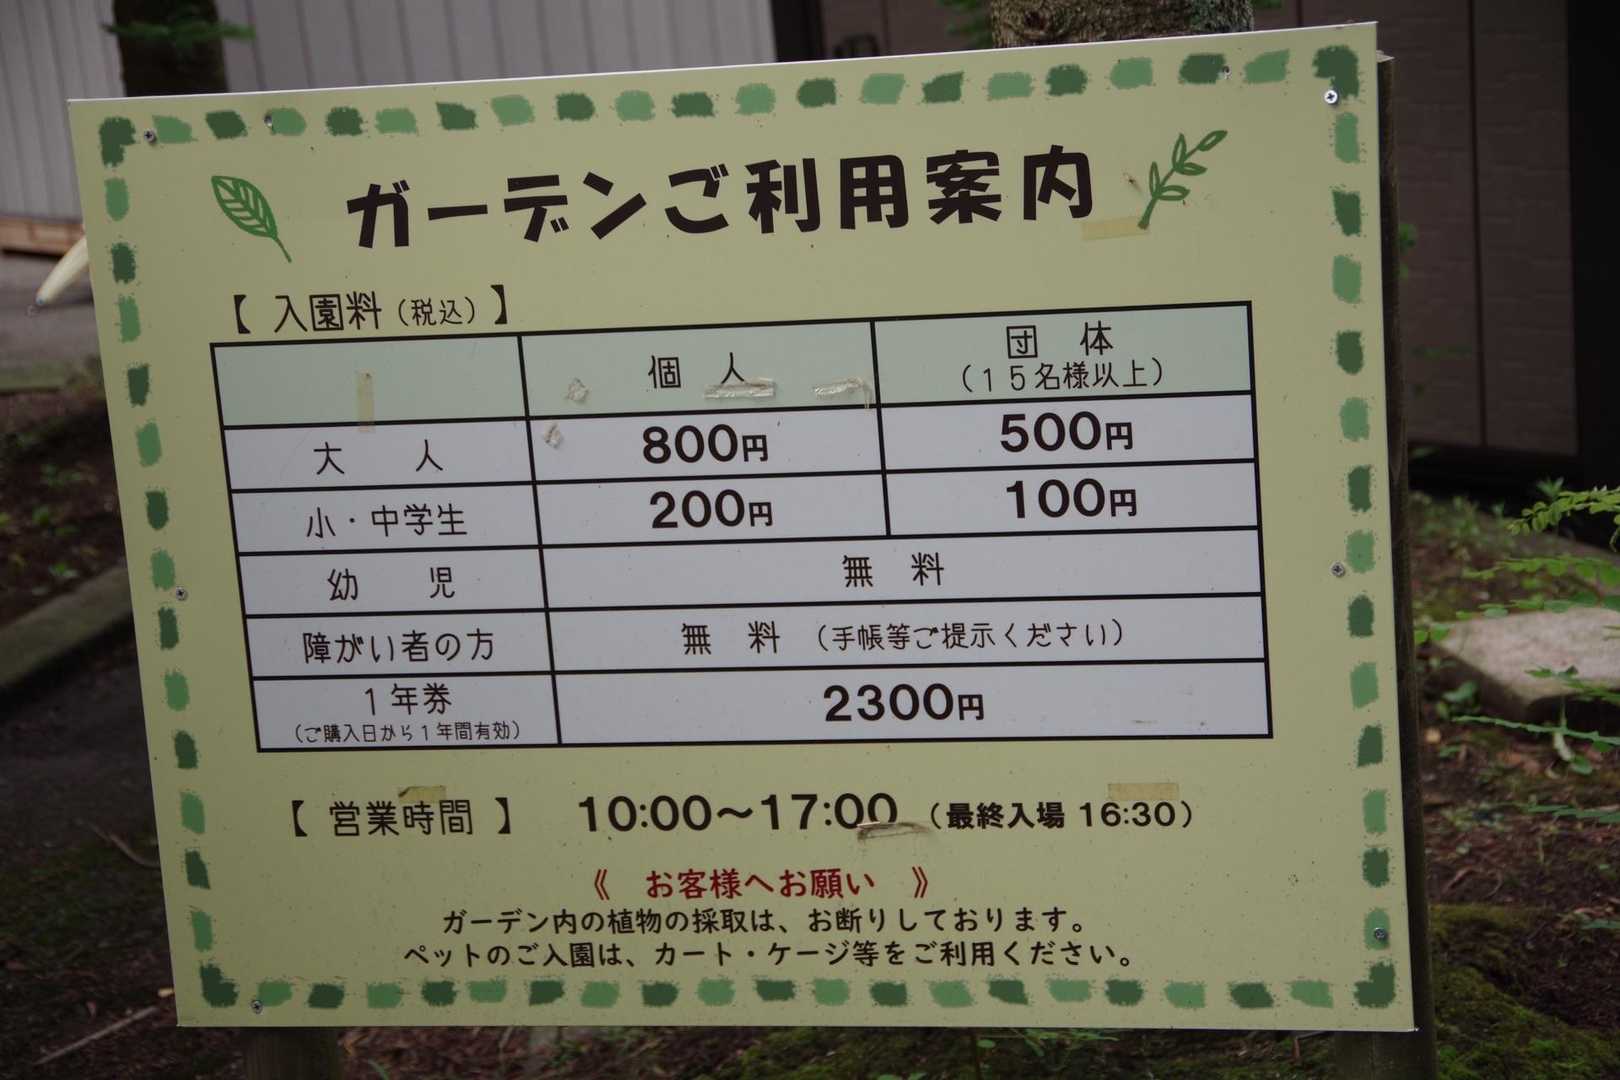 ガーデンご利用案内
【 入園料（税込）】
個 人
団 体
（１５名様以上）
大 人 800円 500円
小・中学生 200円 100円
幼 児 無 料
障がい者の方 無 料 （手帳等ご提示ください）
１年券 2300円
（ご購入日から１年間有効）
【 営業時間 】 10:00～17:00 （最終入場 16:30）
《 お客様へお願い 》
ガーデン内の植物の採取は、お断りしております。
ペットのご入園は、カート・ケージ等をご利用ください。